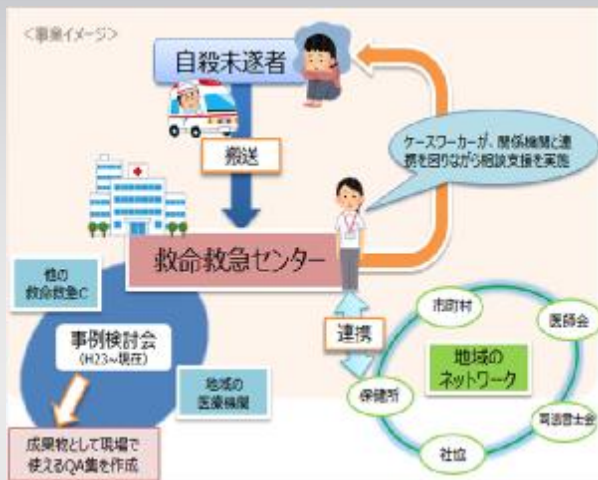 ＜事業イメージ＞
自殺未遂者
搬送
ケースワーカーが、関係機関と連
携を図りながら相談支援を実施
救命救急センター
他の
救命救急C
事例検討会
(H23～現在)
地域の
医療機関
成果物として現場で
使えるQA集を作成
連携
市町村
医師会
地域の
ネットワーク
保健所
司法書士会
社協